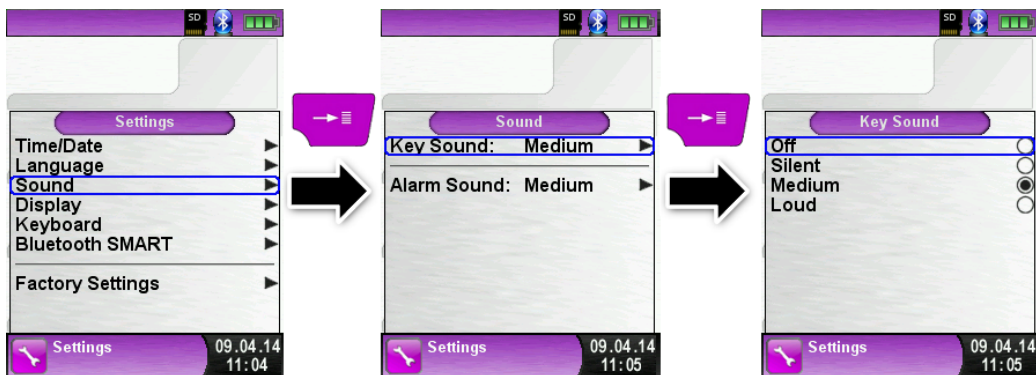 SD
Settings
Time/Date
Language
Sound
Display
Keyboard
Bluetooth SMART
Factory Settings
Settings
09.04.14
11:04
SD
Sound
Key Sound: Medium
Alarm Sound: Medium
Settings
09.04.14
11:05
SD
Key Sound
Off
Silent
Medium
Loud
Settings
09.04.14
11:05